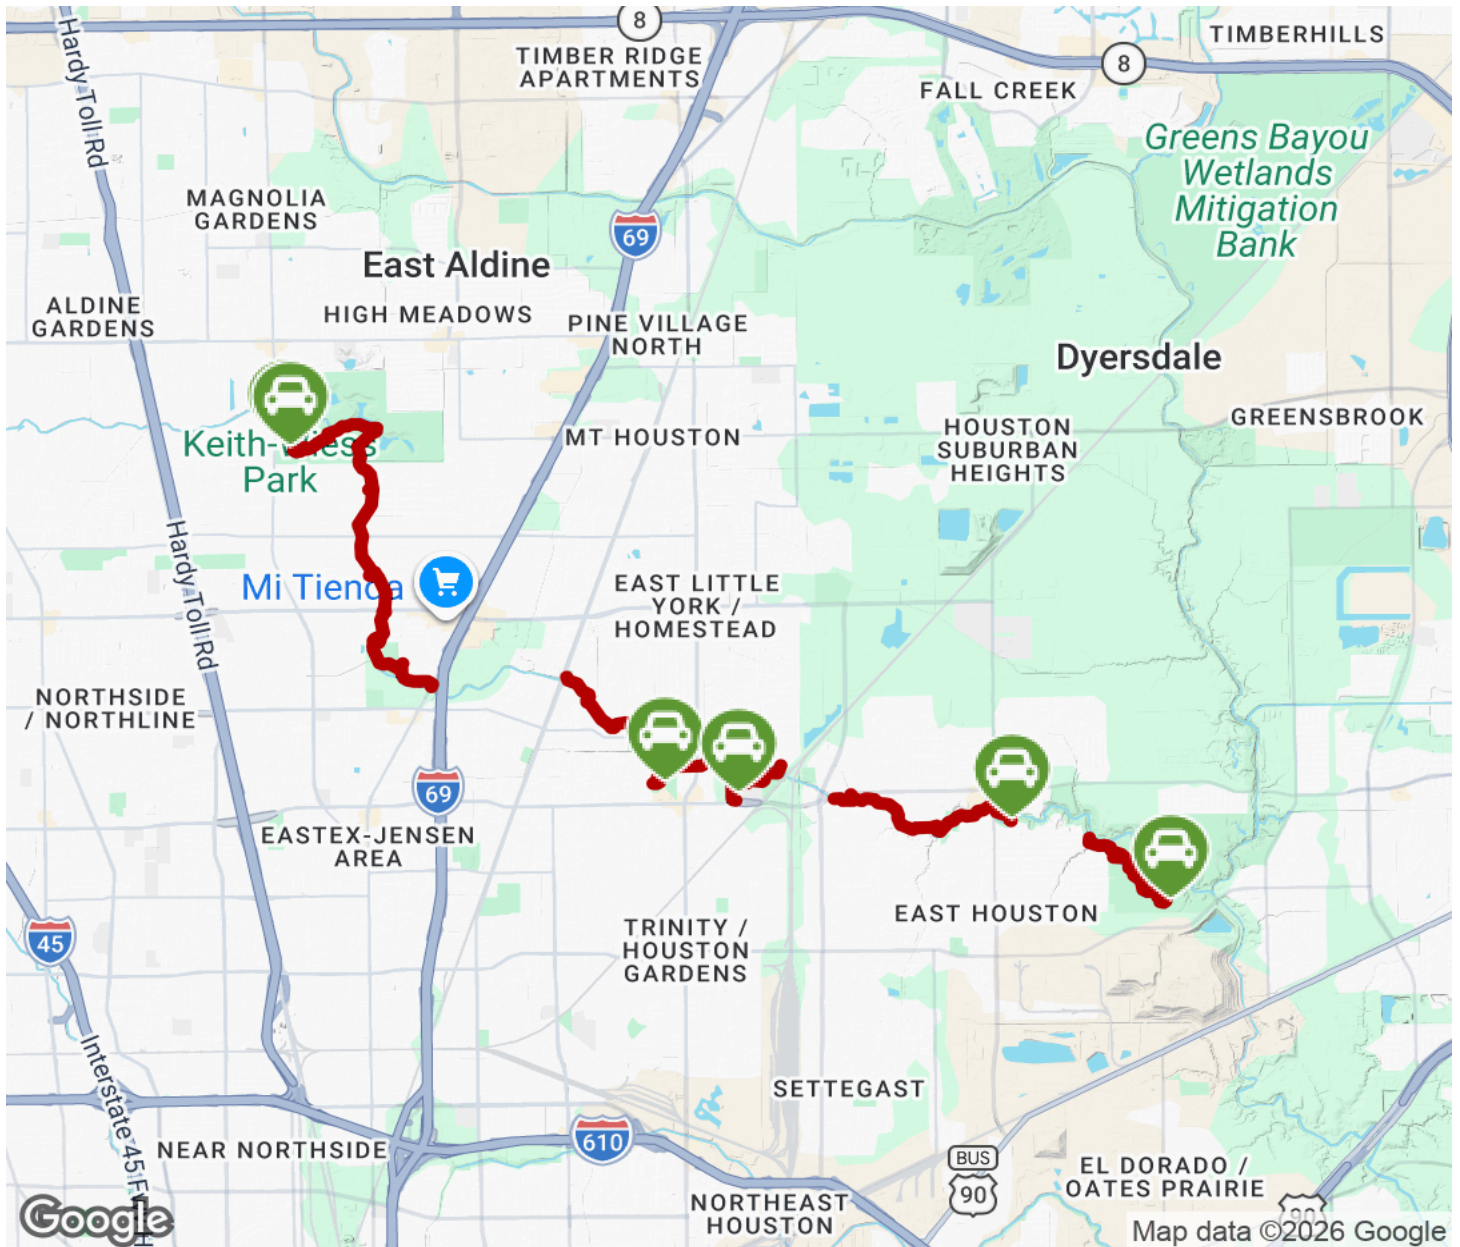 8
TIMBERHILLS
TIMBER RIDGE
APARTMENTS
8
FALL CREEK
Hardy Toll Rd
Greens Bayou
Wetlands
Mitigation
Bank
MAGNOLIA
GARDENS
69
East Aldine
ALDINE
GARDENS
HIGH MEADOWS
PINE VILLAGE
NORTH
Dyersdale
GREENSBROOK
Keith-Wiess
Park
MT HOUSTON
HOUSTON
SUBURBAN
HEIGHTS
Hardy Toll Rd
Mi Tienda
EAST LITTLE
YORK /
HOMESTEAD
NORTHSIDE
/ NORTHLINE
69
EASTEX-JENSEN
AREA
EAST HOUSTON
45
TRINITY /
HOUSTON
GARDENS
Interstate 45
SETTEGAST
NEAR NORTHSIDE
610
BUS
90
EL DORADO /
OATES PRAIRIE
NORTHEAST
HOUSTON
90
Google
Map data ©2026 Google